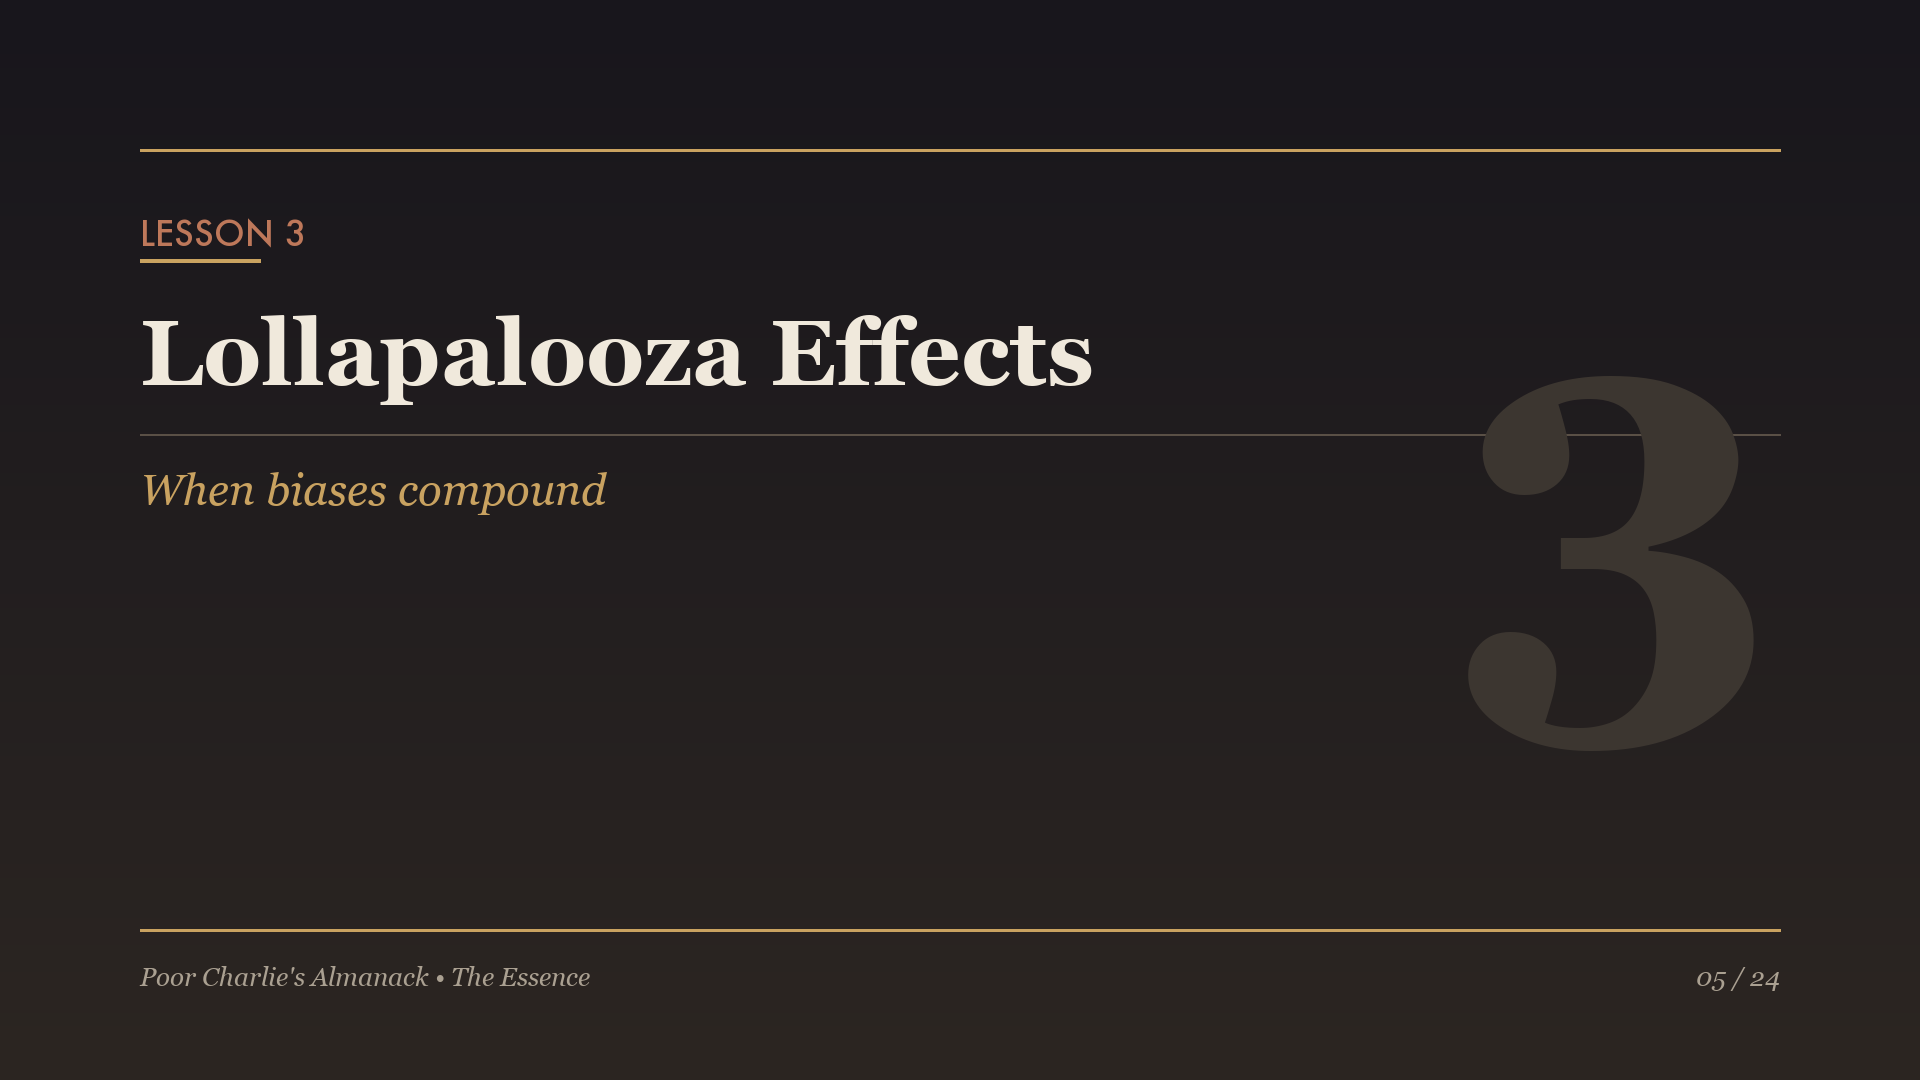 LESSON 3
Lollapalooza Effects
When biases compound
3
Poor Charlie's Almanack • The Essence
05 / 24